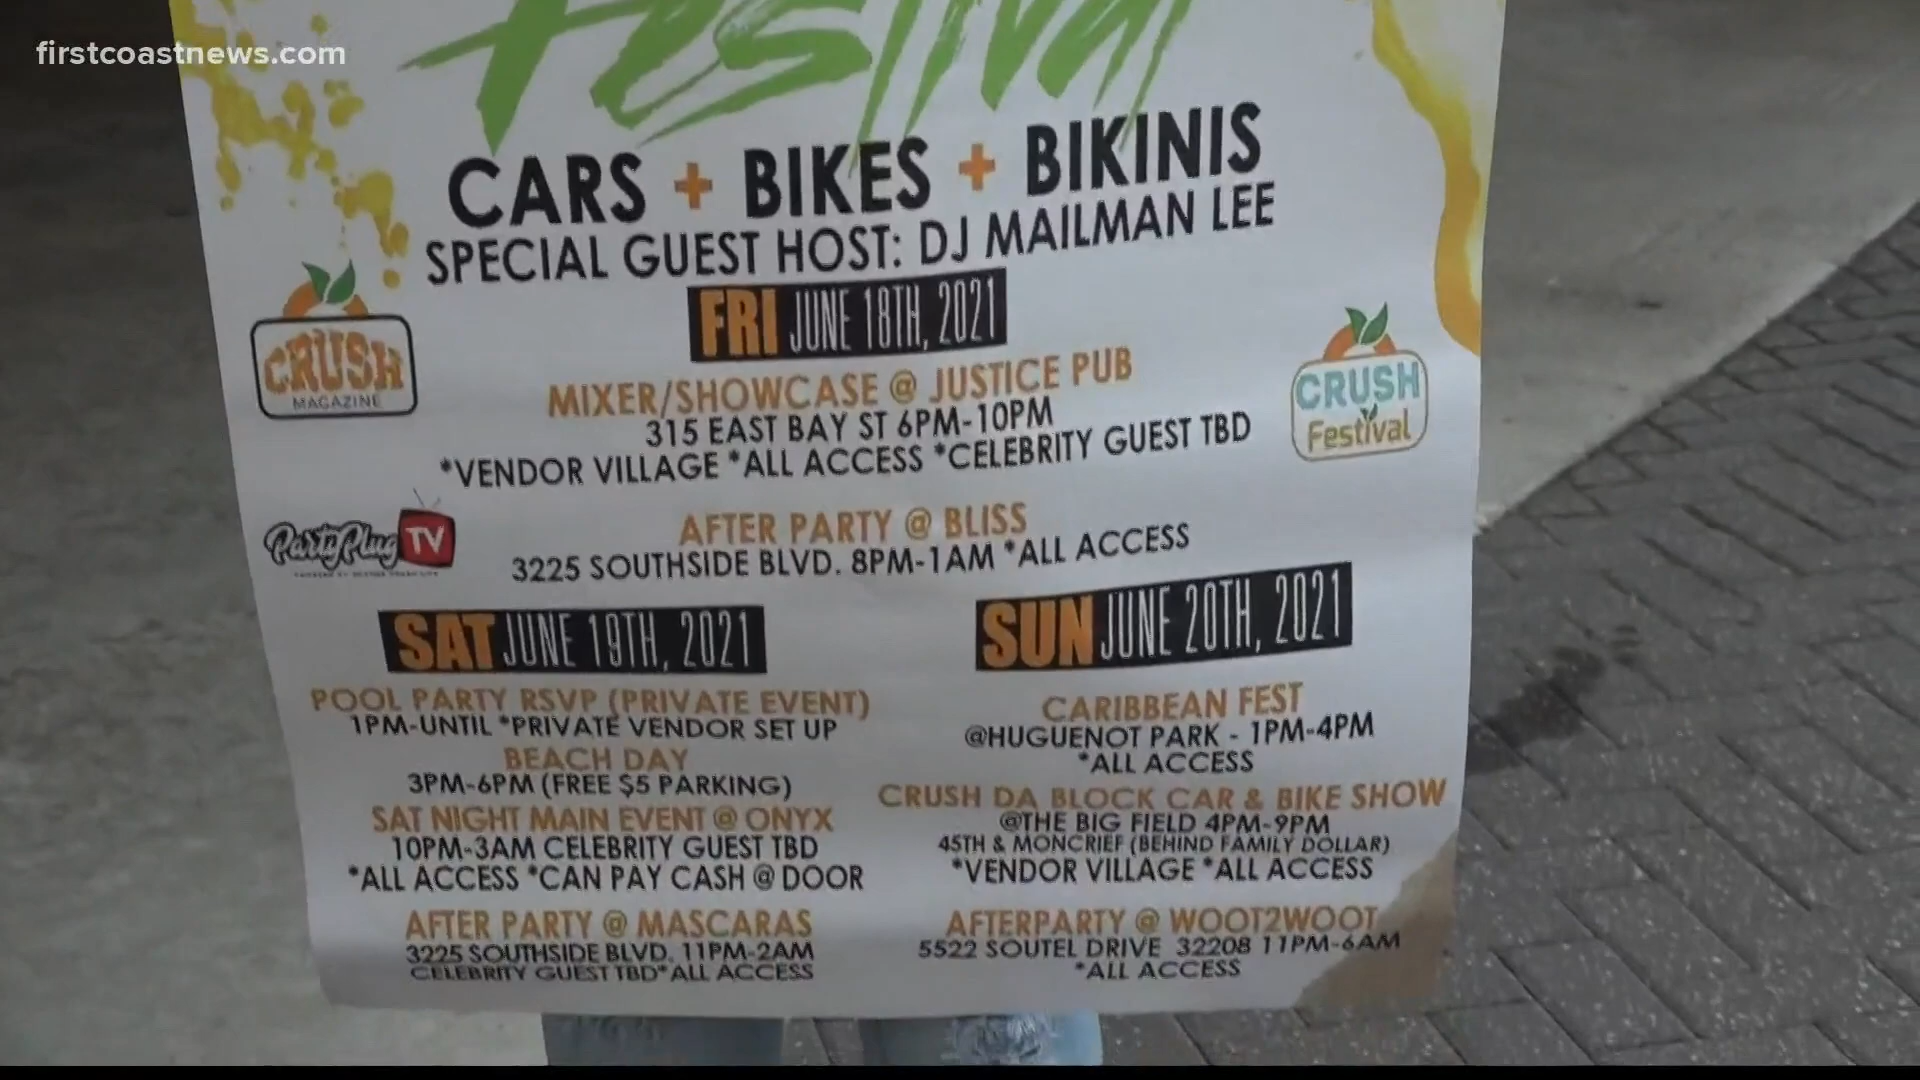 firstcoastnews.com
Festival
CARS + BIKES + BIKINIS
SPECIAL GUEST HOST: DJ MAILMAN LEE
FRI JUNE 18TH, 2021
CRUSH
MAGAZINE
MIXER/SHOWCASE @ JUSTICE PUB
315 EAST BAY ST 6PM-10PM
*VENDOR VILLAGE *ALL ACCESS *CELEBRITY GUEST TBD
CRUSH
Festival
PartyPlug TV
AFTER PARTY @ BLISS
3225 SOUTHSIDE BLVD. 8PM-1AM *ALL ACCESS
SAT JUNE 19TH, 2021
POOL PARTY RSVP (PRIVATE EVENT)
1PM-UNTIL *PRIVATE VENDOR SET UP
BEACH DAY
3PM-6PM (FREE $5 PARKING)
SAT NIGHT MAIN EVENT @ ONYX
10PM-3AM CELEBRITY GUEST TBD
*ALL ACCESS *CAN PAY CASH @ DOOR
AFTER PARTY @ MASCARAS
3225 SOUTHSIDE BLVD. 11PM-2AM
CELEBRITY GUEST TBD*ALL ACCESS
SUN JUNE 20TH, 2021
CARIBBEAN FEST
@HUGUENOT PARK - 1PM-4PM
*ALL ACCESS
CRUSH DA BLOCK CAR & BIKE SHOW
@THE BIG FIELD 4PM-9PM
45TH & MONCRIEF (BEHIND FAMILY DOLLAR)
*VENDOR VILLAGE *ALL ACCESS
AFTERPARTY @ WOOT2WOOT
5522 SOUTEL DRIVE 32208 11PM-6AM
*ALL ACCESS